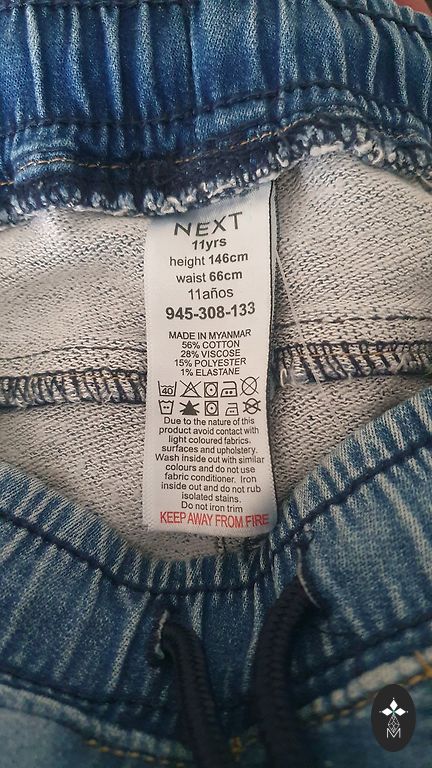 NEXT
11yrs
height 146cm
waist 66cm
11años
945-308-133
MADE IN MYANMAR
56% COTTON
28% VISCOSE
15% POLYESTER
1% ELASTANE
40
Due to the nature of this
product avoid contact with
light coloured fabrics,
surfaces and upholstery.
Wash inside out with similar
colours and do not use
fabric conditioner. Iron
inside out and do not rub
isolated stains.
Do not iron trim
KEEP AWAY FROM FIRE
M